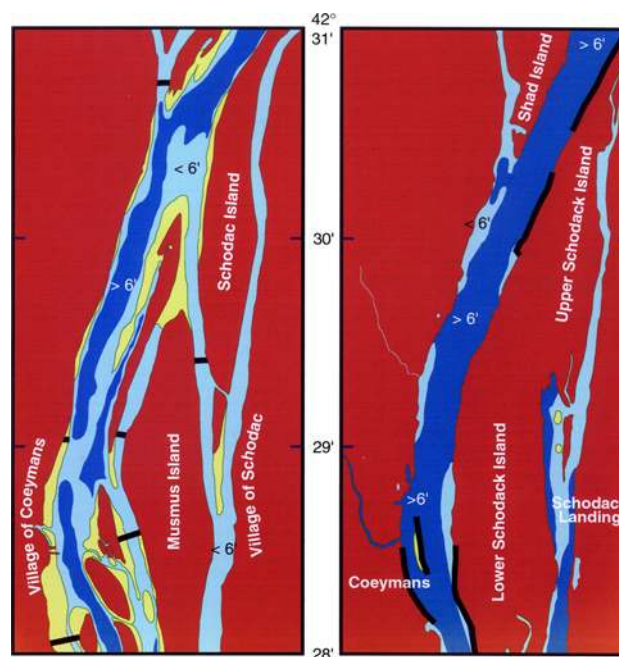 42°
31'
30'
29'
28'
< 6'
> 6'
Schodac Island
Musmus Island
Village of Coeymans
Village of Schodac
< 6'
> 6'
Shad Island
< 6'
Upper Schodack Island
> 6'
Lower Schodack Island
>6'
Schodack
Landing
Coeymans